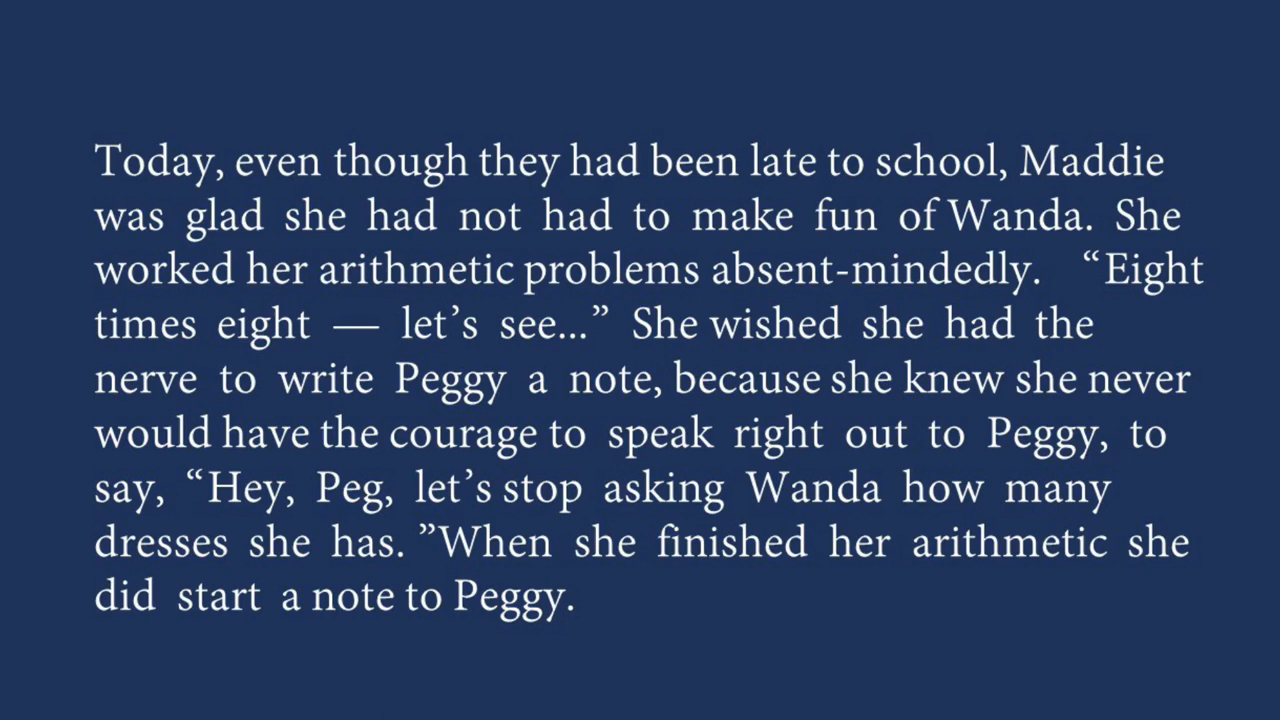 Today, even though they had been late to school, Maddie
was glad she had not had to make fun of Wanda. She
worked her arithmetic problems absent-mindedly. “Eight
times eight — let’s see...” She wished she had the
nerve to write Peggy a note, because she knew she never
would have the courage to speak right out to Peggy, to
say, “Hey, Peg, let’s stop asking Wanda how many
dresses she has. ”When she finished her arithmetic she
did start a note to Peggy.